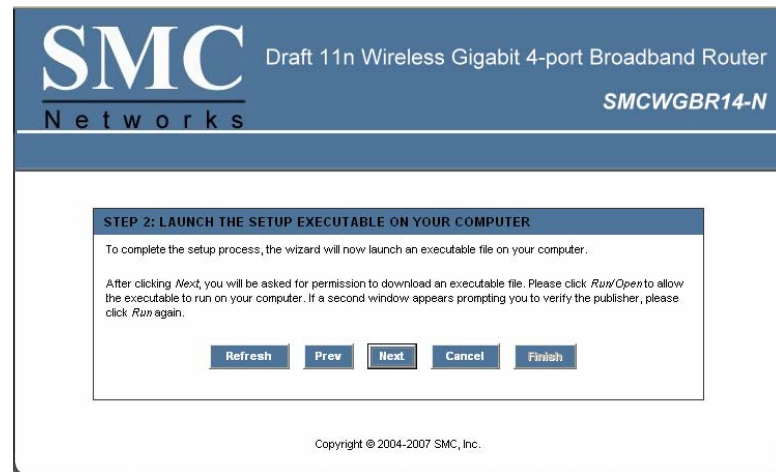 SMC
Networks
Draft 11n Wireless Gigabit 4-port Broadband Router
SMCWGBR14-N
STEP 2: LAUNCH THE SETUP EXECUTABLE ON YOUR COMPUTER
To complete the setup process, the wizard will now launch an executable file on your computer.
After clicking Next, you will be asked for permission to download an executable file. Please click Run/Open to allow
the executable to run on your computer. If a second window appears prompting you to verify the publisher, please
click Run again.
Refresh Prev Next Cancel Finish
Copyright © 2004-2007 SMC, Inc.